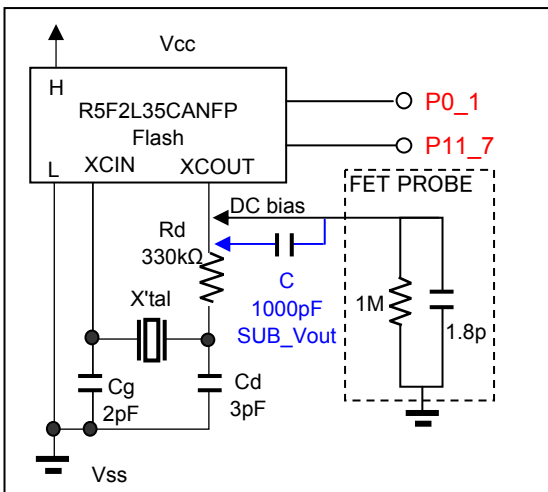 Vcc
H
R5F2L35CANFP
Flash
L
XCIN
XCOUT
P0_1
P11_7
FET PROBE
DC bias
Rd
330kΩ
C
1000pF
SUB_Vout
X'tal
1M
1.8p
Cg
2pF
Cd
3pF
Vss